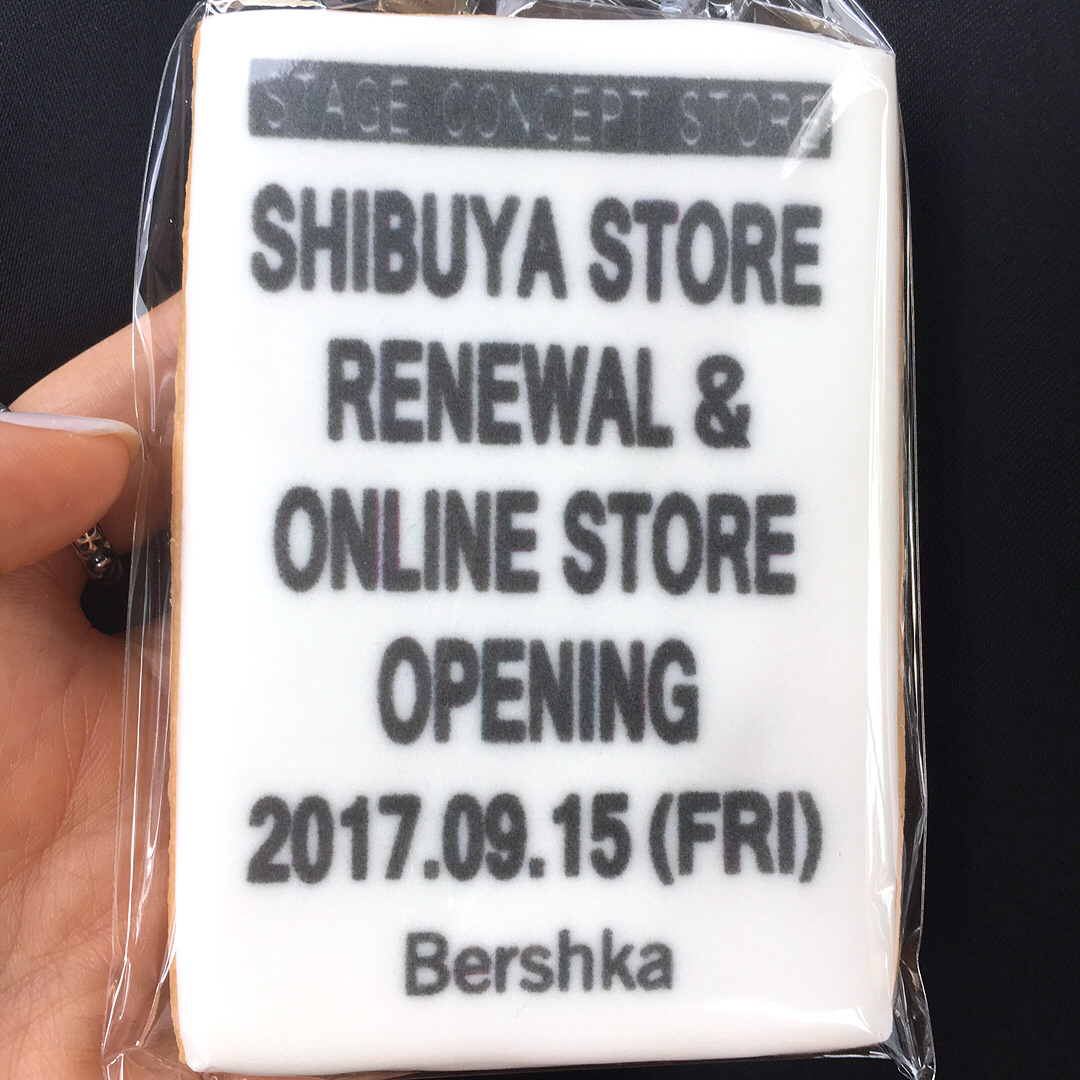 STAGE CONCEPT STORE
SHIBUYA STORE
RENEWAL &
ONLINE STORE
OPENING
2017.09.15 (FRI)
Bershka